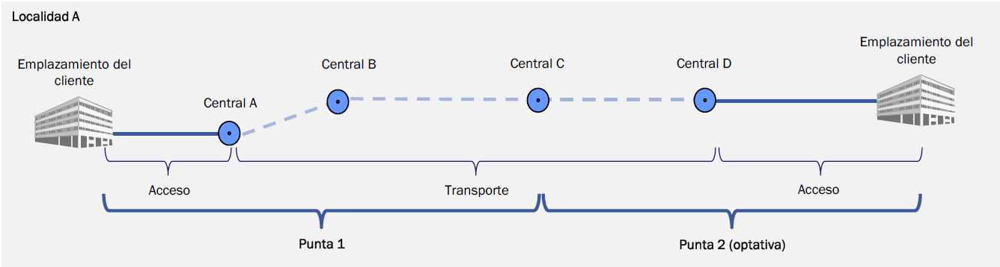 Localidad A
Emplazamiento del
cliente
Central A
Central B
Central C
Central D
Emplazamiento del
cliente
Acceso
Transporte
Acceso
Punta 1
Punta 2 (optativa)